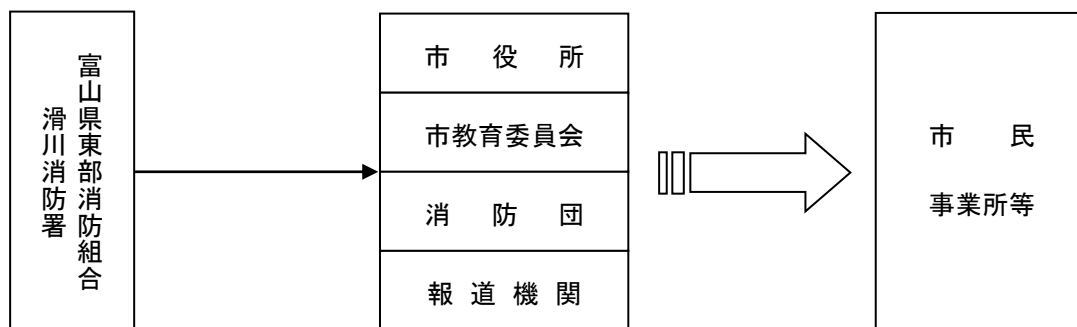 富山県東部消防組合
滑川消防署
市役所
市教育委員会
消防団
報道機関
市民
事業所等